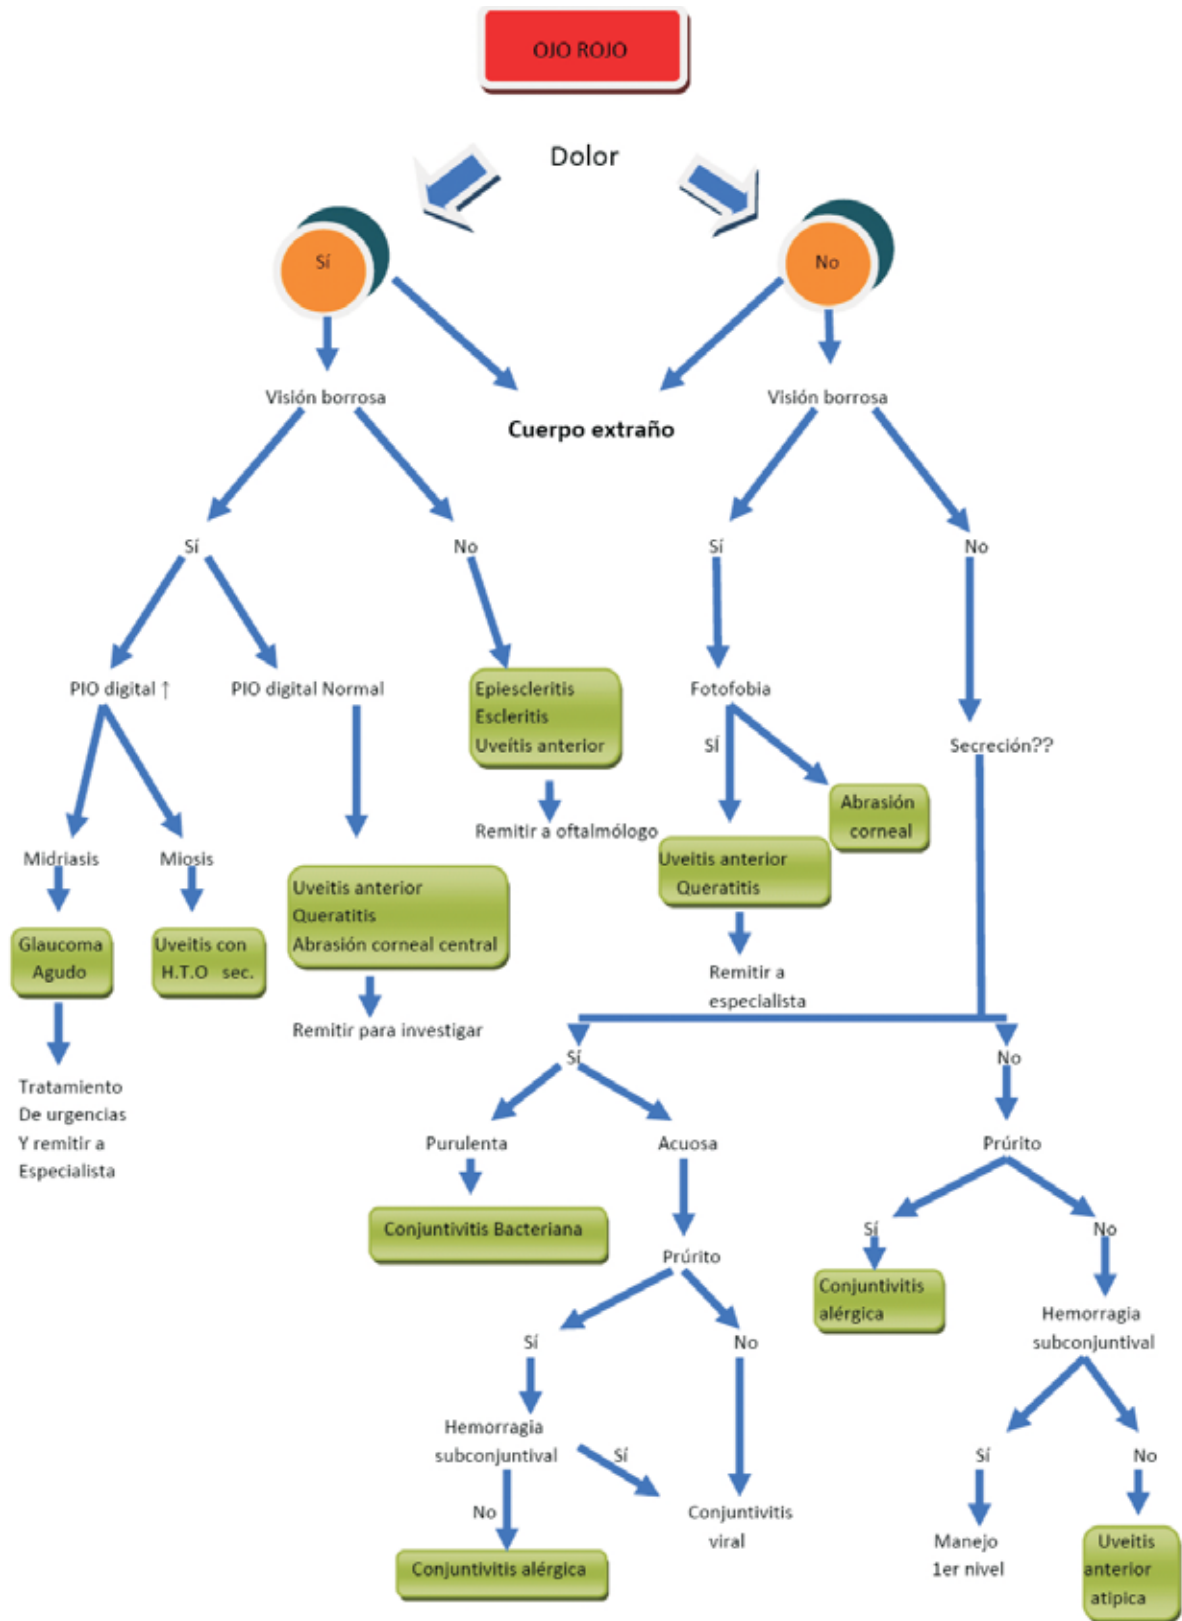 OJO ROJO
Dolor
Sí
No
Visión borrosa
Cuerpo extraño
Visión borrosa
Sí
No
Sí
No
PIO digital ↑
PIO digital Normal
Epiescleritis
Escleritis
Uveítis anterior
Fotofobia
SÍ
Secreción??
Abrasión
corneal
Remitir a oftalmólogo
Midriasis
Miosis
Uveitis anterior
Queratitis
Uveitis anterior
Queratitis
Abrasión corneal central
Glaucoma
Agudo
Uveitis con
H.T.O sec.
Remitir a
especialista
Remitir para investigar
Tratamiento
De urgencias
Y remitir a
Especialista
Sí
No
Purulenta
Acuosa
Prúrito
Conjuntivitis Bacteriana
Prúrito
Sí
No
Conjuntivitis
alérgica
Hemorragia
subconjuntival
Sí
No
Hemorragia
subconjuntival
Sí
No
Conjuntivitis
viral
Sí
No
Manejo
1er nivel
Uveitis
anterior
atipica
Conjuntivitis alérgica